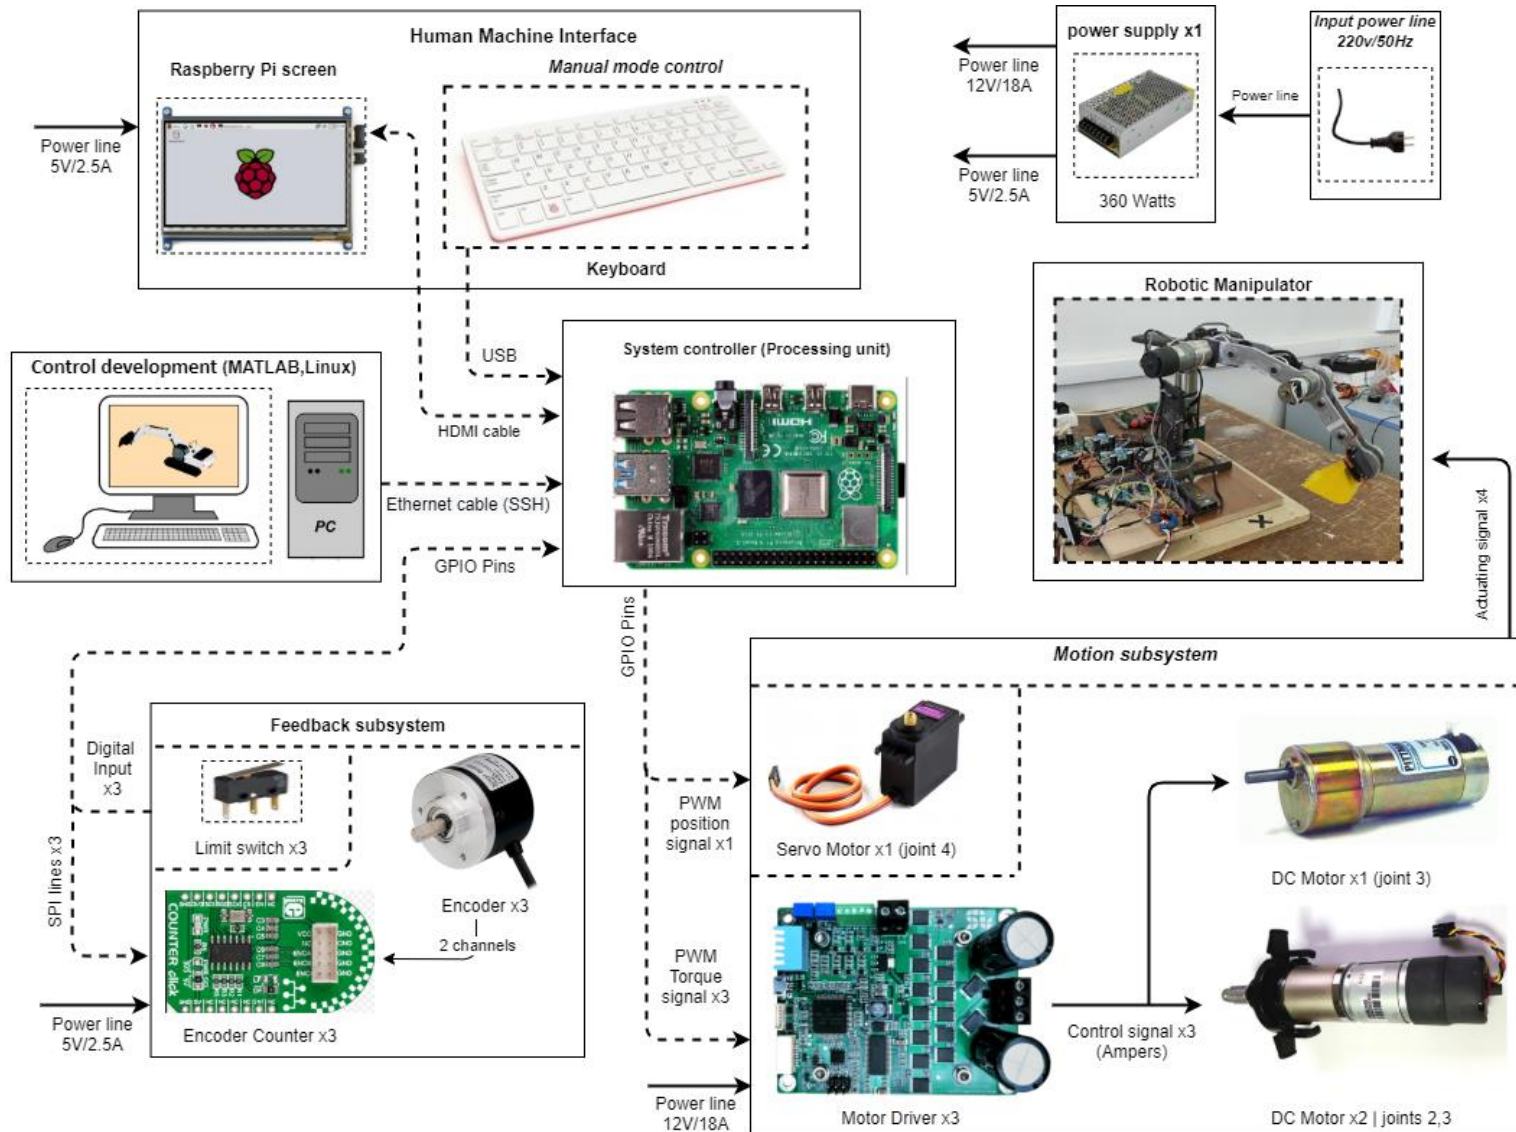 Human Machine Interface
Raspberry Pi screen
Manual mode control
Keyboard
Power line
5V/2.5A
power supply x1
360 Watts
Power line
12V/18A
Power line
5V/2.5A
Power line
Input power line
220v/50Hz
Control development (MATLAB,Linux)
PC
USB
HDMI cable
Ethernet cable (SSH)
GPIO Pins
System controller (Processing unit)
HDMI
Robotic Manipulator
Actuating signal x4
GPIO Pins
Feedback subsystem
Digital
Input
x3
Limit switch x3
Encoder x3
2 channels
SPI lines x3
COUNTER click
Encoder Counter x3
Power line
5V/2.5A
Motion subsystem
PWM
position
signal x1
Servo Motor x1 (joint 4)
DC Motor x1 (joint 3)
PWM
Torque
signal x3
Motor Driver x3
Control signal x3
(Ampers)
DC Motor x2 | joints 2,3
Power line
12V/18A